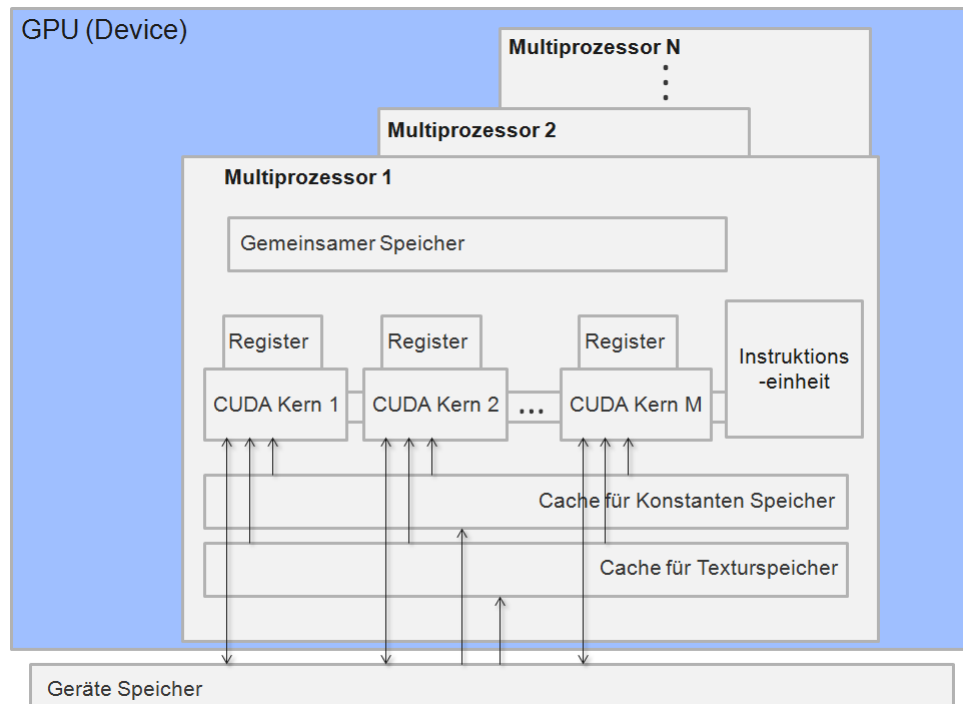 GPU (Device)
Multiprozessor N
Multiprozessor 2
Multiprozessor 1
Gemeinsamer Speicher
Register
Register
Register
CUDA Kern 1
CUDA Kern 2
...
CUDA Kern M
Instruktions
-einheit
Cache für Konstanten Speicher
Cache für Texturspeicher
Geräte Speicher